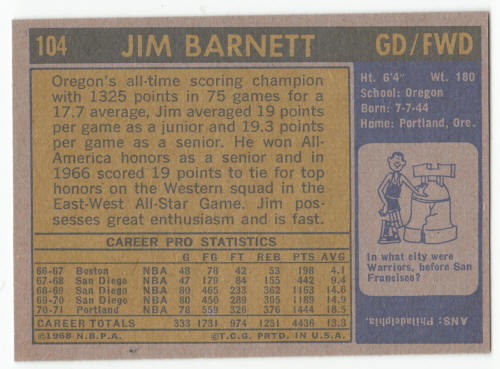 104 JIM BARNETT GD/FWD
Oregon's all-time scoring champion
with 1325 points in 75 games for a
17.7 average, Jim averaged 19 points
per game as a junior and 19.3 points
per game as a senior. He won All-
America honors as a senior and in
1966 scored 19 points to tie for top
honors on the Western squad in the
East-West All-Star Game. Jim pos-
sesses great enthusiasm and is fast.
Ht. 6'4" Wt. 180
School: Oregon
Born: 7-7-44
Home: Portland, Ore.
In what city were
Warriors, before San
Francisco?
ANS: Philadelphia.
CAREER PRO STATISTICS
G FG FT REB PTS AVG
66-67 Boston NBA 48 78 42 53 198 4.1
67-68 San Diego NBA 47 179 84 155 442 9.4
68-69 San Diego NBA 80 465 233 362 1163 14.6
69-70 San Diego NBA 80 450 289 365 1189 14.9
70-71 Portland NBA 78 559 326 376 1444 18.5
CAREER TOTALS 333 1731 974 1251 4436 13.3
©1968 N.B.P.A. ©T.C.G. PRTD. IN U.S.A.